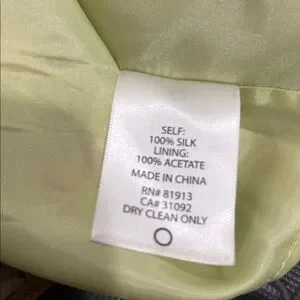 SELF:
100% SILK
LINING:
100% ACETATE
MADE IN CHINA
RN# 81913
CA# 31092
DRY CLEAN ONLY